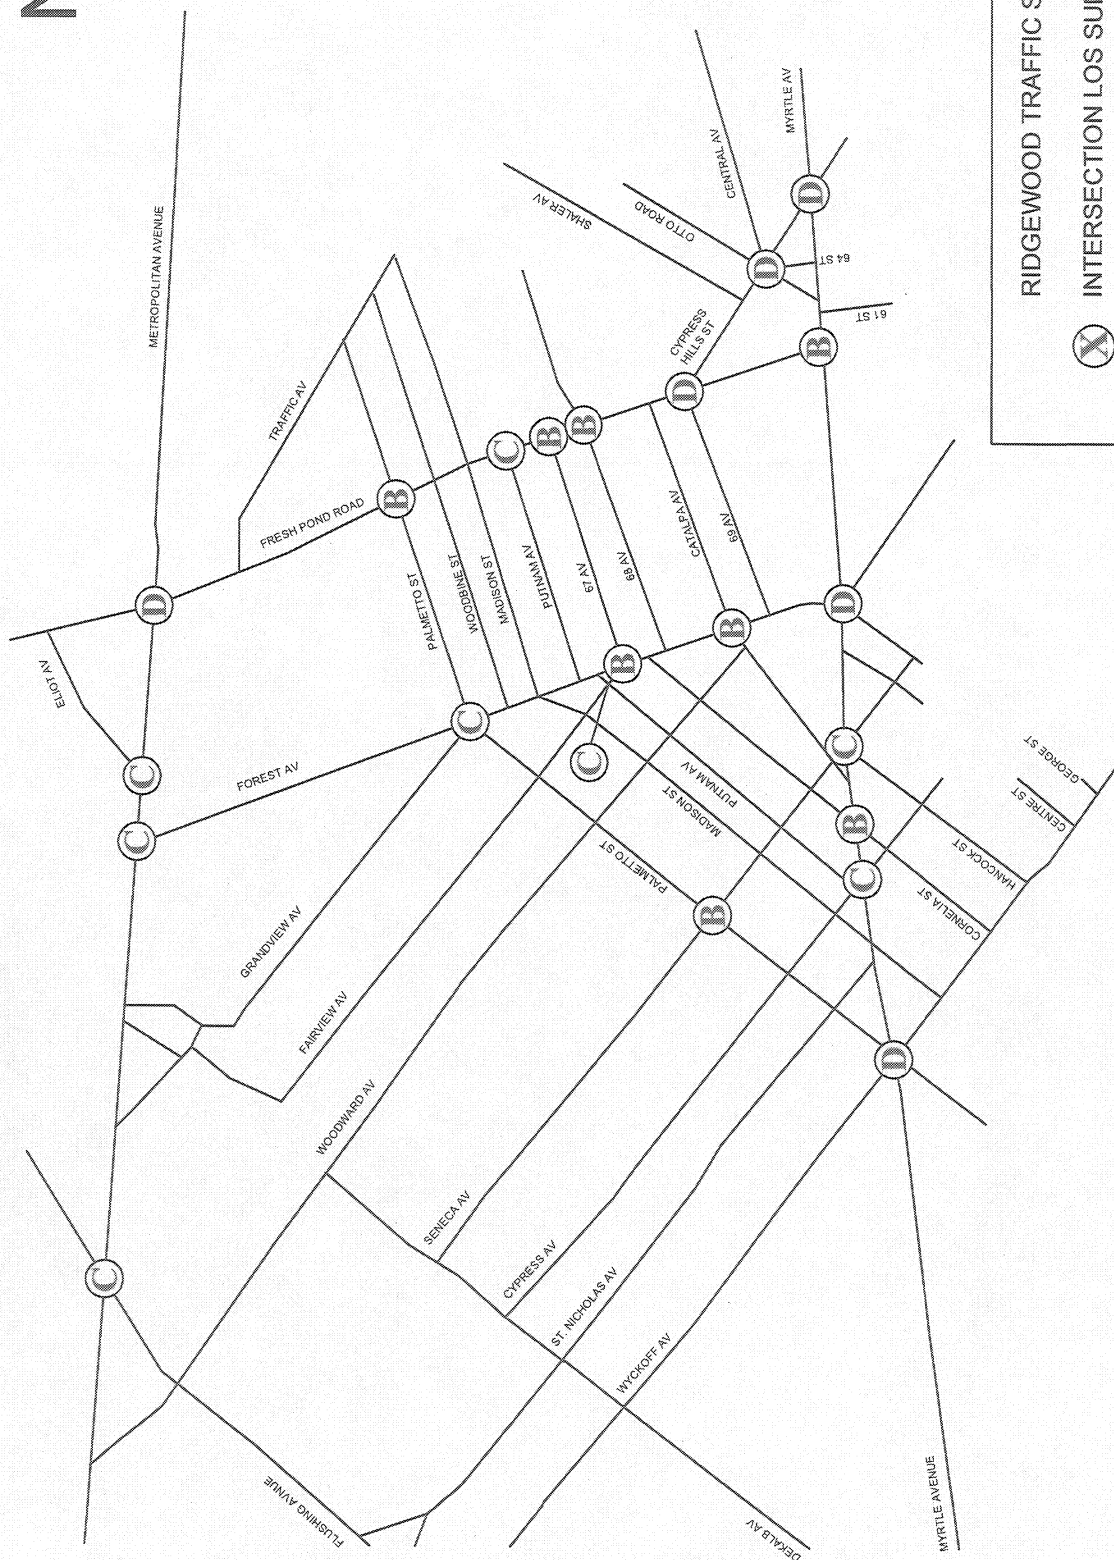 N
METROPOLITAN AVENUE
ELIOT AV
TRAFFIC AV
FRESH POND ROAD
FOREST AV
GRANDVIEW AV
FAIRVIEW AV
WOODWARD AV
SENECA AV
CYPRESS AV
ST. NICHOLAS AV
WYCKOFF AV
FLUSHING AVNUE
DEKALB AV
MYRTLE AVENUE
PALMETTO ST
WOODBINE ST
MADISON ST
PUTNAM AV
67 AV
68 AV
CATALPA AV
69 AV
CYPRESS
HILLS ST
SHALER AV
OTTO ROAD
CENTRAL AV
MYRTLE AV
64 ST
61 ST
PALMETTO ST
MADISON ST
PUTNAM AV
CORNELIA ST
HANCOCK ST
CENTRE ST
GEORGE ST
D
C
C
C
B
C
B
B
D
B
D
D
C
B
B
C
D
C
B
C
B
D
RIDGEWOOD TRAFFIC S
X INTERSECTION LOS SU